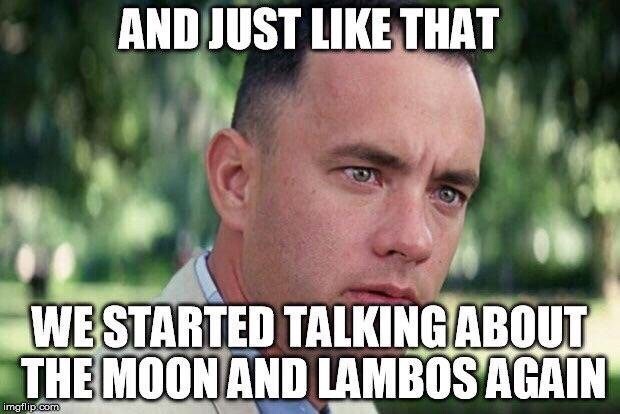 AND JUST LIKE THAT
WE STARTED TALKING ABOUT
THE MOON AND LAMBOS AGAIN
imgflip.com